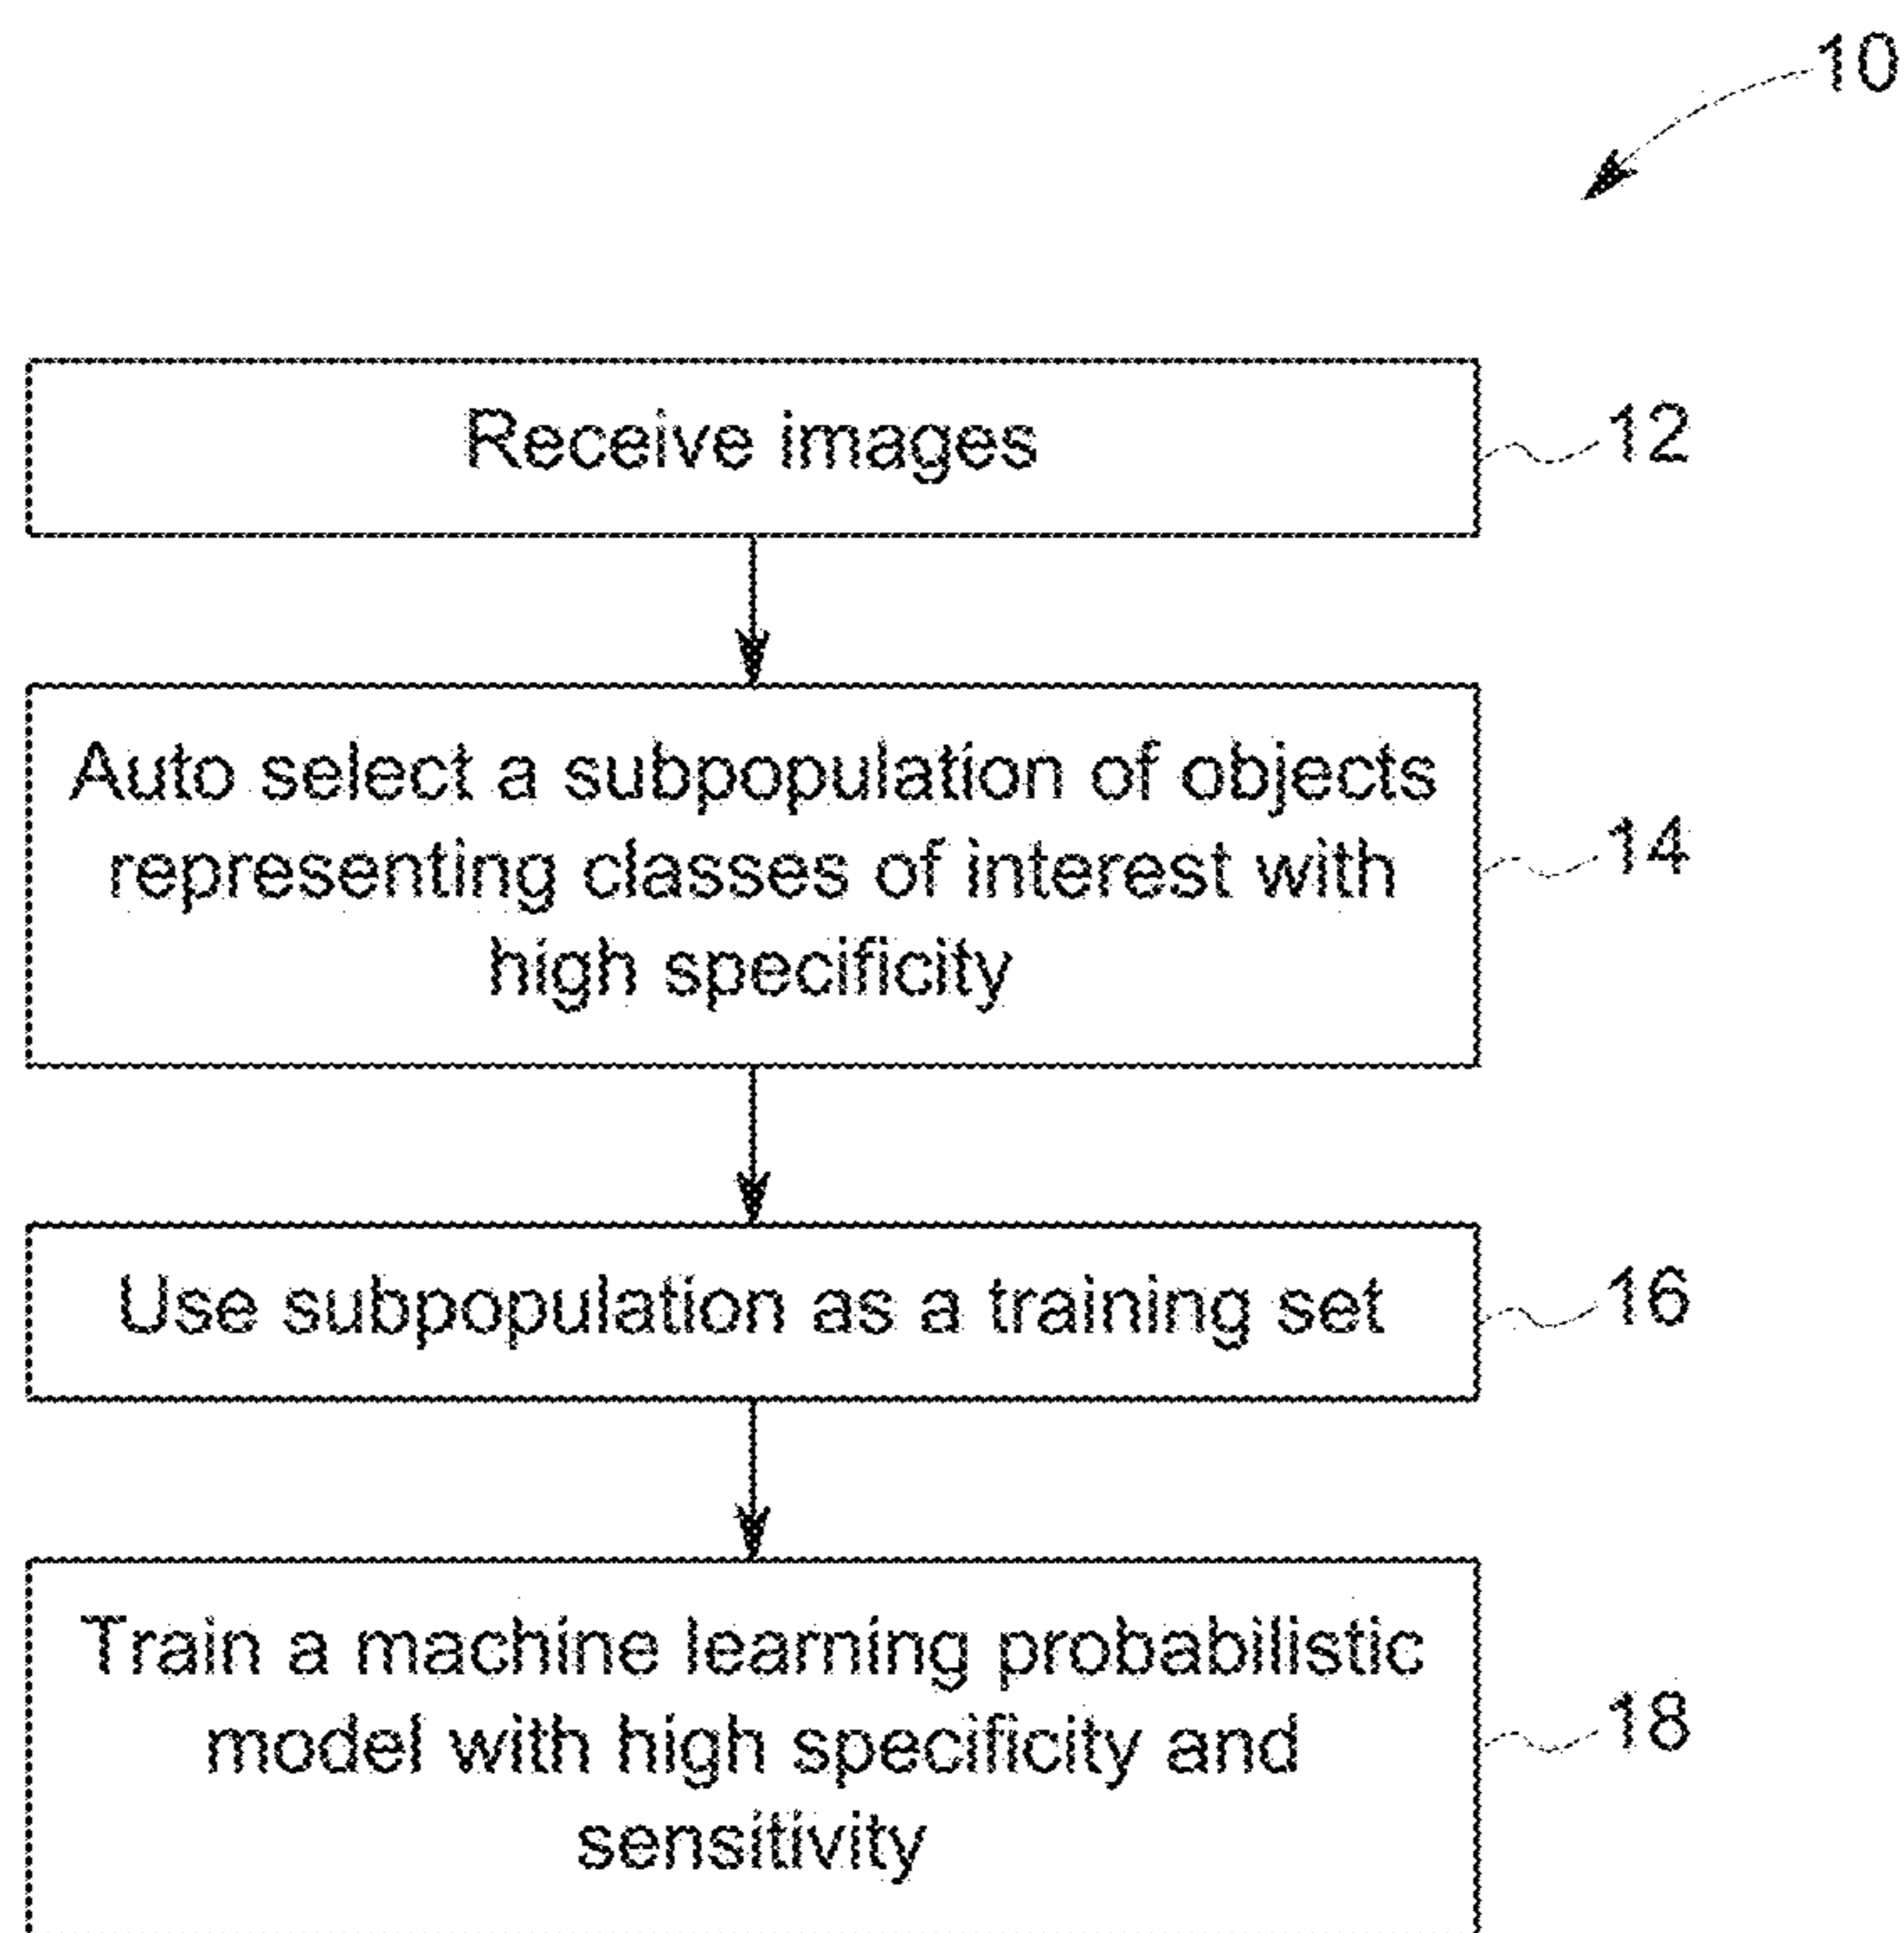 10
Receive images
12
Auto select a subpopulation of objects
representing classes of interest with
high specificity
14
Use subpopulation as a training set
16
Train a machine learning probabilistic
model with high specificity and
sensitivity
18